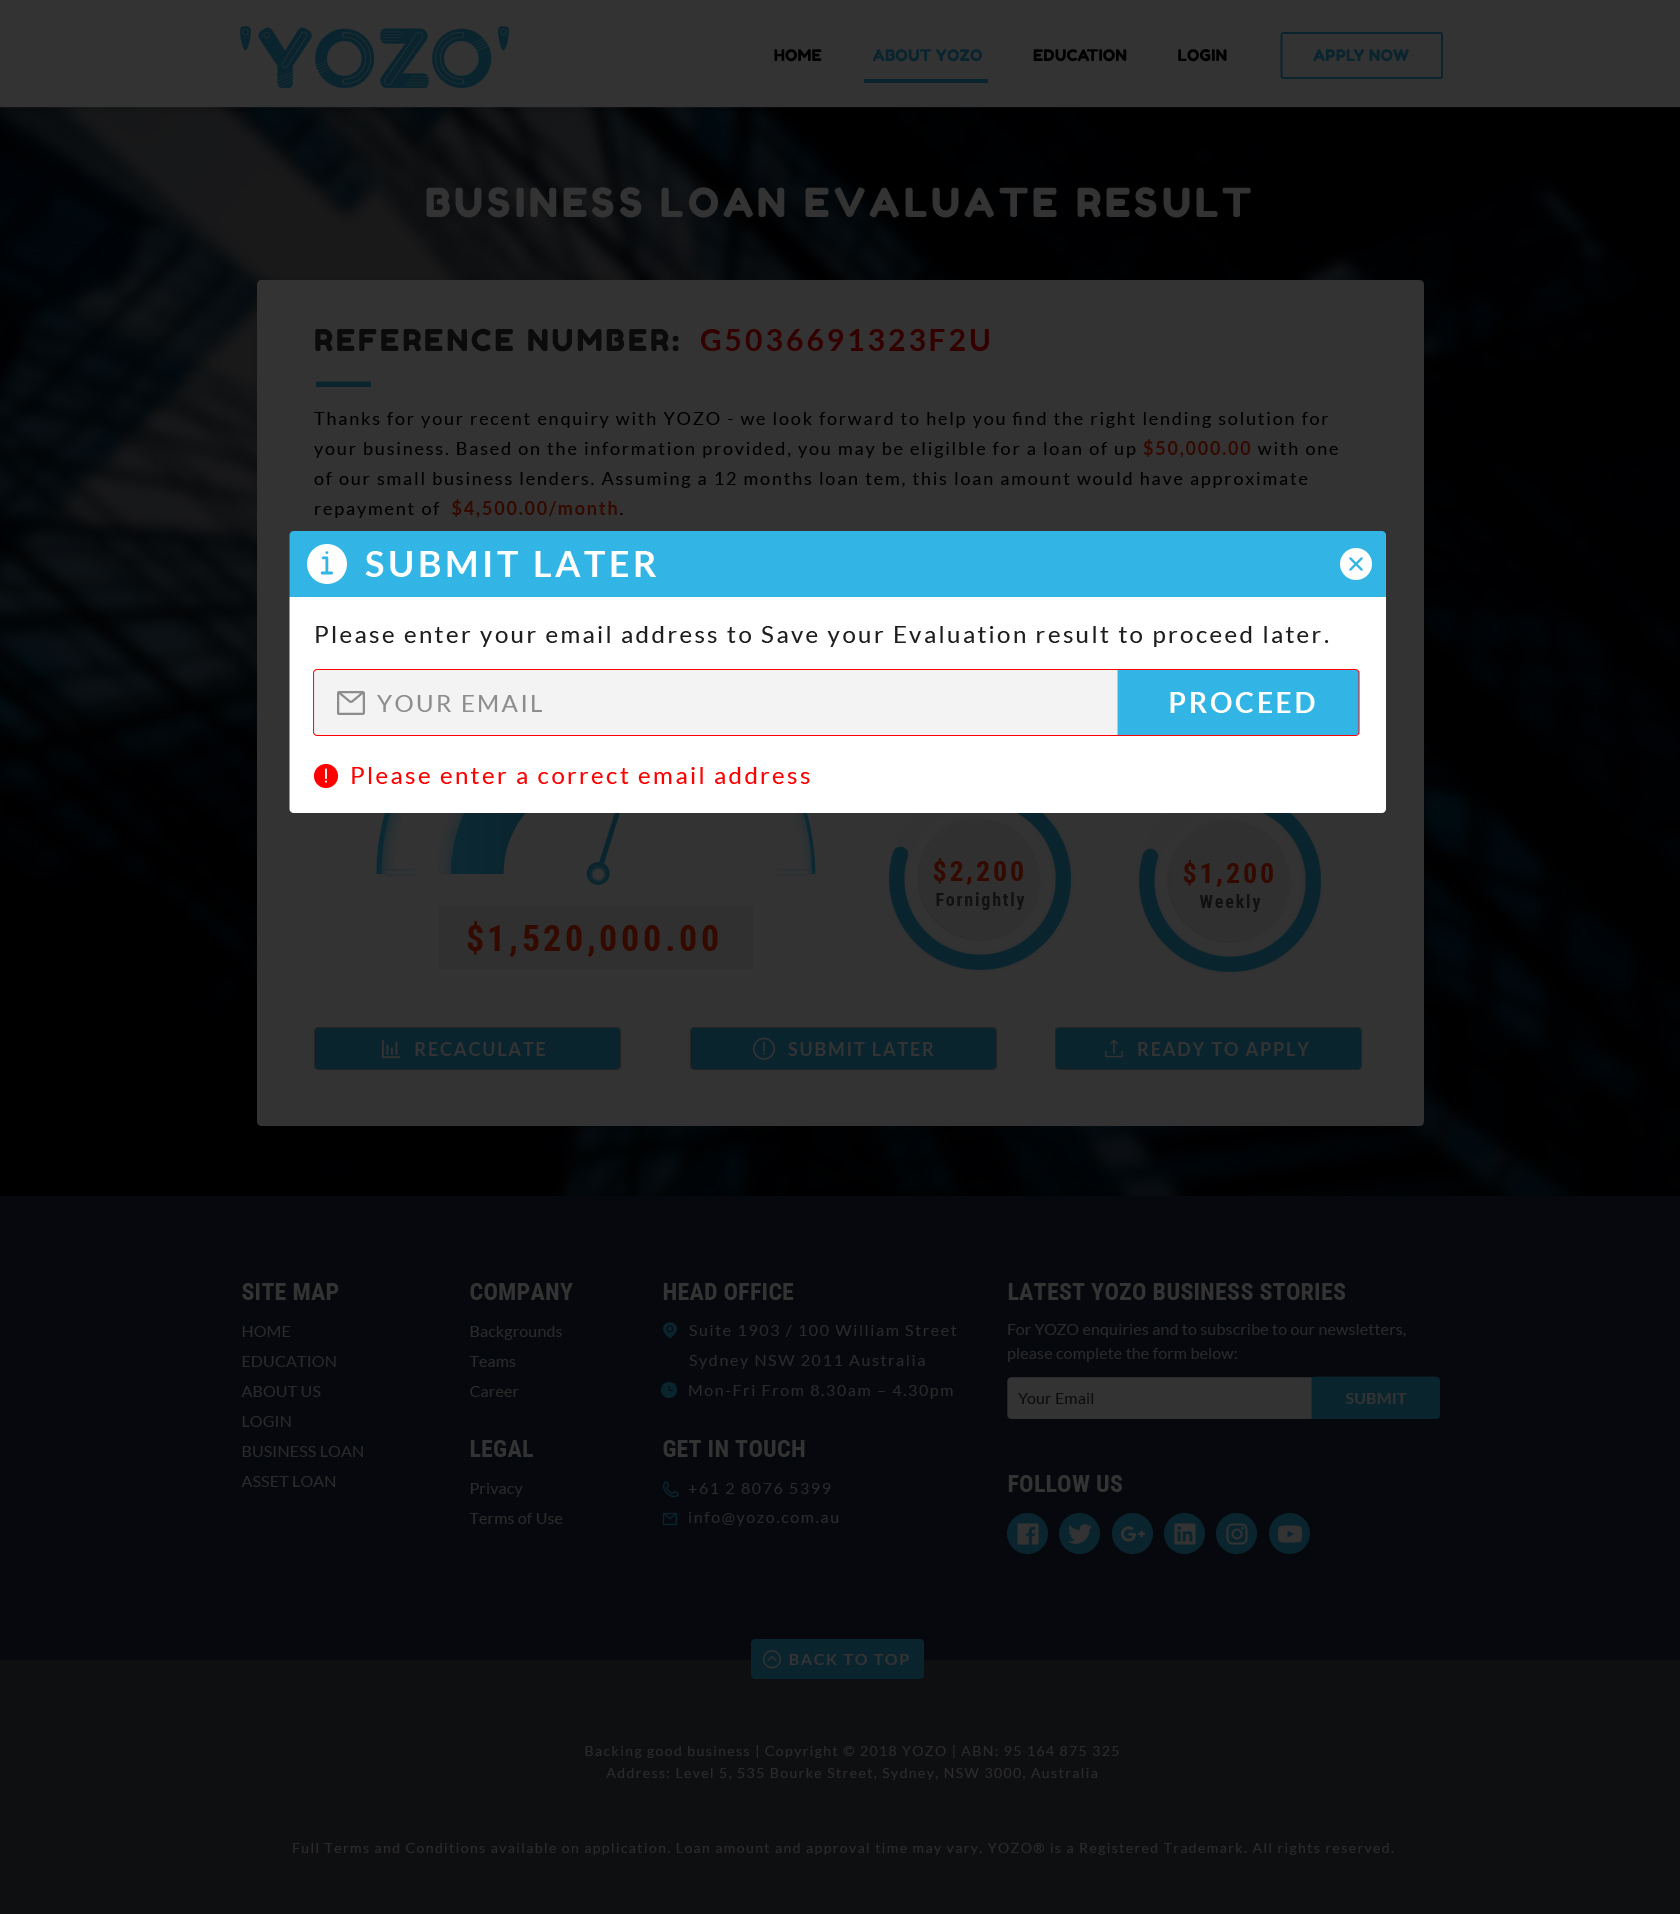 'YOZO'
HOME
ABOUT YOZO
EDUCATION
LOGIN
APPLY NOW
BUSINESS LOAN EVALUATE RESULT
REFERENCE NUMBER: G5036691323F2U
Thanks for your recent enquiry with YOZO - we look forward to help you find the right lending solution for
your business. Based on the information provided, you may be eligilble for a loan of up $50,000.00 with one
of our small business lenders. Assuming a 12 months loan tem, this loan amount would have approximate
repayment of $4,500.00/month.
SUBMIT LATER
Please enter your email address to Save your Evaluation result to proceed later.
YOUR EMAIL
PROCEED
Please enter a correct email address
$2,200
Fornightly
$1,200
Weekly
$1,520,000.00
RECACULATE
SUBMIT LATER
READY TO APPLY
SITE MAP
HOME
EDUCATION
ABOUT US
LOGIN
BUSINESS LOAN
ASSET LOAN
COMPANY
Backgrounds
Teams
Career
LEGAL
Privacy
Terms of Use
HEAD OFFICE
Suite 1903 / 100 William Street
Sydney NSW 2011 Australia
Mon-Fri From 8.30am – 4.30pm
GET IN TOUCH
+61 2 8076 5399
info@yozo.com.au
LATEST YOZO BUSINESS STORIES
For YOZO enquiries and to subscribe to our newsletters,
please complete the form below:
Your Email
SUBMIT
FOLLOW US
BACK TO TOP
Backing good business | Copyright © 2018 YOZO | ABN: 95 164 875 325
Address: Level 5, 535 Bourke Street, Sydney, NSW 3000, Australia
Full Terms and Conditions available on application. Loan amount and approval time may vary. YOZO® is a Registered Trademark. All rights reserved.